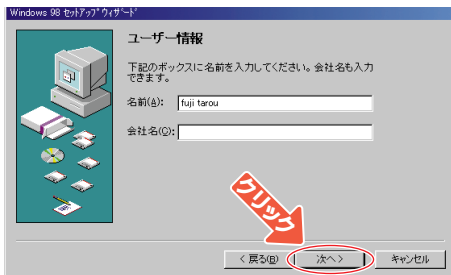 Windows 98 ｾｯﾄｱｯﾌﾟ ｳｨｻﾞｰﾄﾞ
ユーザー情報
下記のボックスに名前を入力してください。会社名も入力
できます。
名前(A): fuji tarou
会社名(C):
クリック
< 戻る(B) 次へ > キャンセル